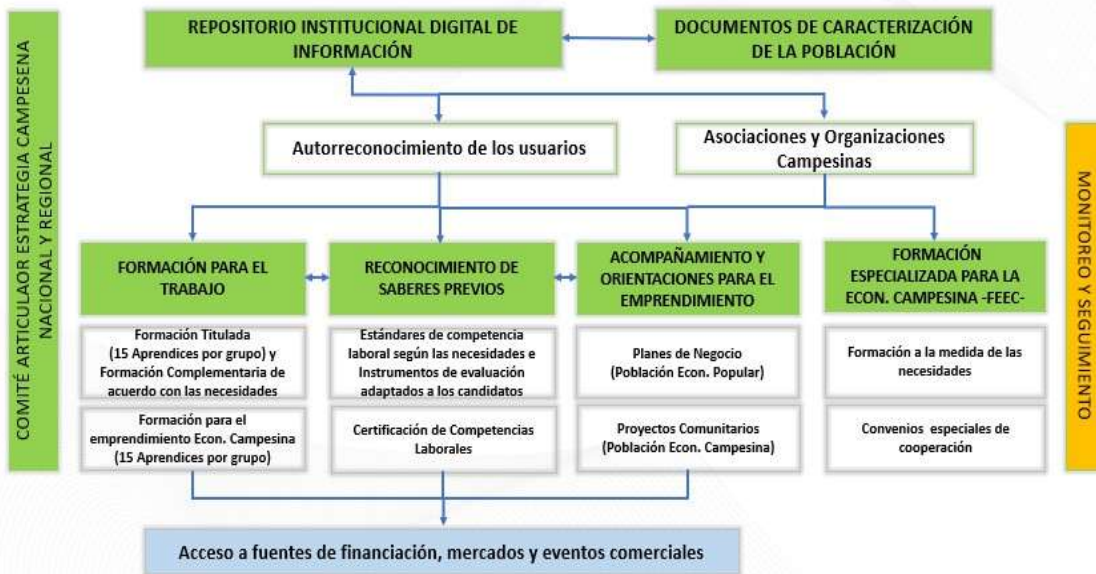 REPOSITORIO INSTITUCIONAL DIGITAL DE
INFORMACIÓN
DOCUMENTOS DE CARACTERIZACIÓN
DE LA POBLACIÓN
COMITÉ ARTICULAOR ESTRATEGIA CAMPESENA
NACIONAL Y REGIONAL
Autorreconocimiento de los usuarios
Asociaciones y Organizaciones
Campesinas
MONITOREO Y SEGUIMIENTO
FORMACIÓN PARA EL
TRABAJO
RECONOCIMIENTO DE
SABERES PREVIOS
ACOMPAÑAMIENTO Y
ORIENTACIONES PARA EL
EMPRENDIMIENTO
FORMACIÓN
ESPECIALIZADA PARA LA
ECON. CAMPESINA -FEEC-
Formación Titulada
(15 Aprendices por grupo) y
Formación Complementaria de
acuerdo con las necesidades
Estándares de competencia
laboral según las necesidades e
Instrumentos de evaluación
adaptados a los candidatos
Planes de Negocio
(Población Econ. Popular)
Formación a la medida de las
necesidades
Formación para el
emprendimiento Econ. Campesina
(15 Aprendices por grupo)
Certificación de Competencias
Laborales
Proyectos Comunitarios
(Población Econ. Campesina)
Convenios especiales de
cooperación
Acceso a fuentes de financiación, mercados y eventos comerciales